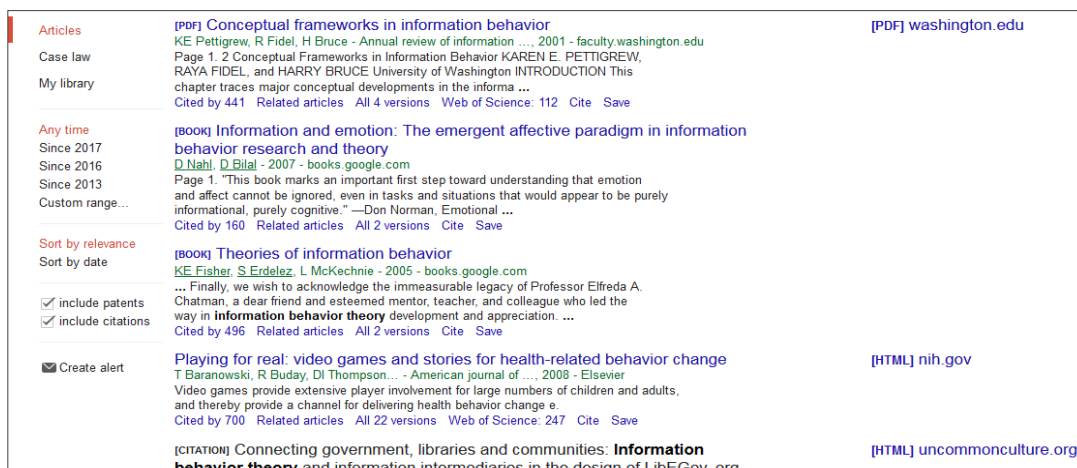 Articles
Case law
My library
Any time
Since 2017
Since 2016
Since 2013
Custom range...
Sort by relevance
Sort by date
include patents
include citations
Create alert
[PDF] Conceptual frameworks in information behavior
KE Pettigrew, R Fidel, H Bruce - Annual review of information ..., 2001 - faculty.washington.edu
Page 1. 2 Conceptual Frameworks in Information Behavior KAREN E. PETTIGREW,
RAYA FIDEL, and HARRY BRUCE University of Washington INTRODUCTION This
chapter traces major conceptual developments in the informa ...
Cited by 441 Related articles All 4 versions Web of Science: 112 Cite Save
[PDF] washington.edu
[BOOK] Information and emotion: The emergent affective paradigm in information
behavior research and theory
D Nahl, D Bilal - 2007 - books.google.com
Page 1. "This book marks an important first step toward understanding that emotion
and affect cannot be ignored, even in tasks and situations that would appear to be purely
informational, purely cognitive." —Don Norman, Emotional ...
Cited by 160 Related articles All 2 versions Cite Save
[BOOK] Theories of information behavior
KE Fisher, S Erdelez, L McKechnie - 2005 - books.google.com
... Finally, we wish to acknowledge the immeasurable legacy of Professor Elfreda A.
Chatman, a dear friend and esteemed mentor, teacher, and colleague who led the
way in information behavior theory development and appreciation. ...
Cited by 496 Related articles All 2 versions Cite Save
Playing for real: video games and stories for health-related behavior change
T Baranowski, R Buday, DI Thompson... - American journal of ..., 2008 - Elsevier
Video games provide extensive player involvement for large numbers of children and adults,
and thereby provide a channel for delivering health behavior change e.
Cited by 700 Related articles All 22 versions Web of Science: 247 Cite Save
[HTML] nih.gov
[CITATION] Connecting government, libraries and communities: Information
behavior theory and information intermediaries in the design of LibEGov. org
[HTML] uncommonculture.org